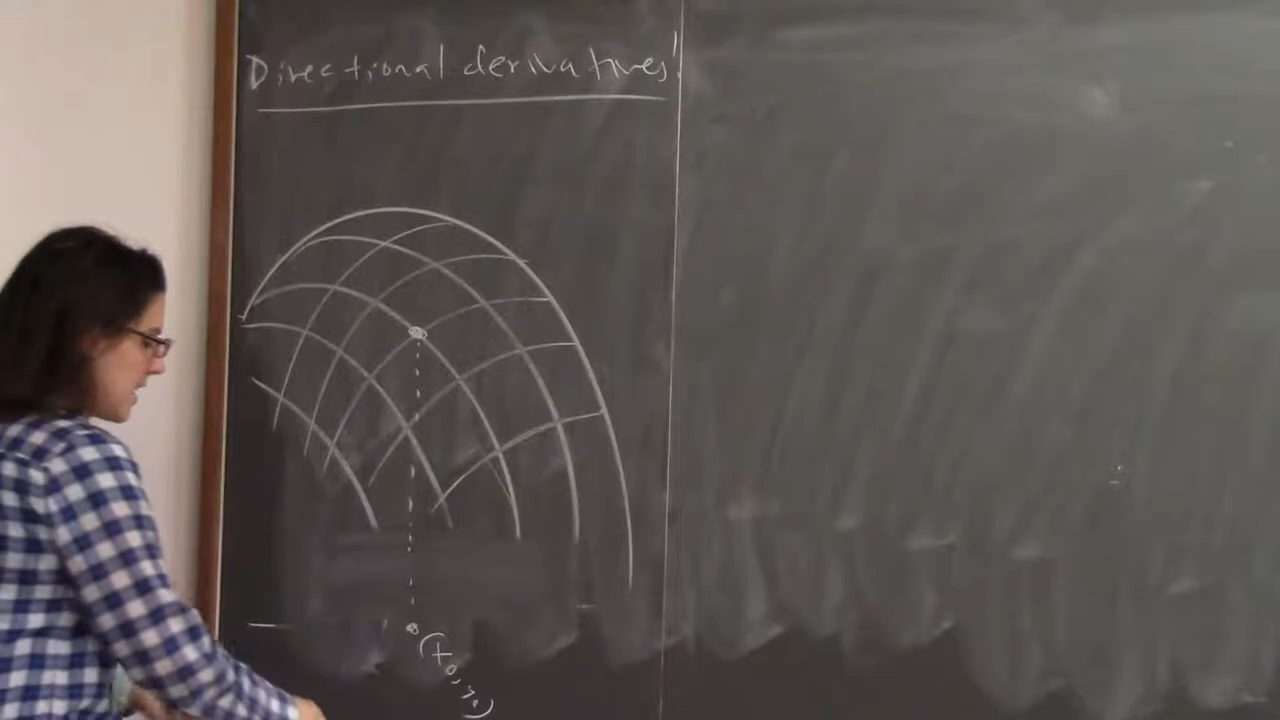 Directional derivatives!
(x₀, y₀)